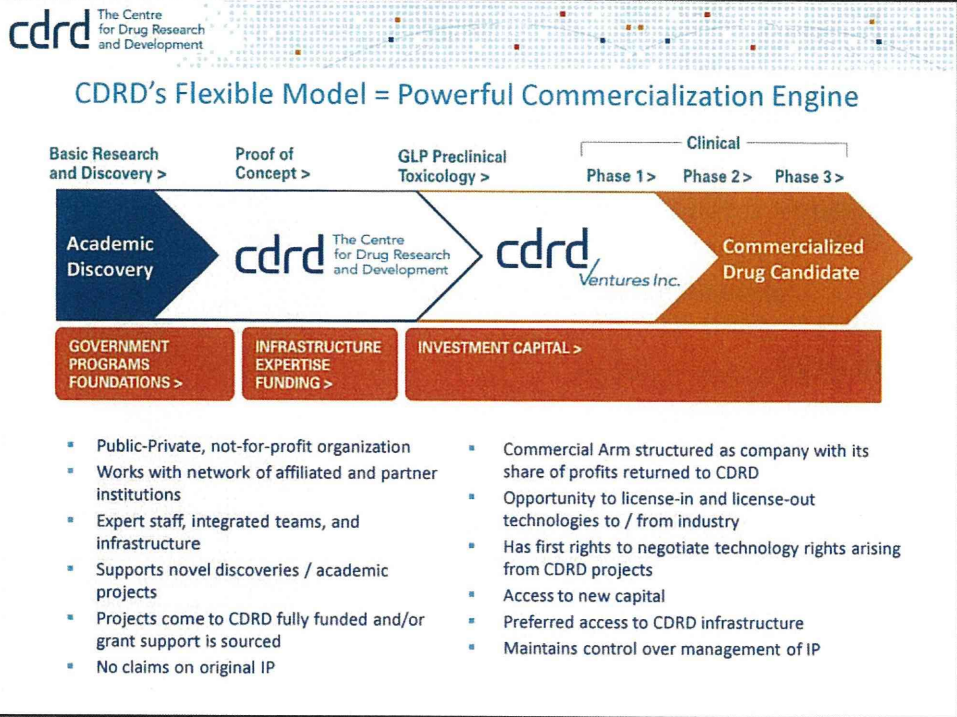 cdrd The Centre
for Drug Research
and Development
CDRD's Flexible Model = Powerful Commercialization Engine
Basic Research
and Discovery >
Proof of
Concept >
GLP Preclinical
Toxicology >
Clinical
Phase 1 >
Phase 2 >
Phase 3 >
Academic
Discovery
cdrd The Centre
for Drug Research
and Development
cdrd
Ventures Inc.
Commercialized
Drug Candidate
GOVERNMENT
PROGRAMS
FOUNDATIONS >
INFRASTRUCTURE
EXPERTISE
FUNDING >
INVESTMENT CAPITAL >
▪ Public-Private, not-for-profit organization
▪ Works with network of affiliated and partner
institutions
▪ Expert staff, integrated teams, and
infrastructure
▪ Supports novel discoveries / academic
projects
▪ Projects come to CDRD fully funded and/or
grant support is sourced
▪ No claims on original IP
▪ Commercial Arm structured as company with its
share of profits returned to CDRD
▪ Opportunity to license-in and license-out
technologies to / from industry
▪ Has first rights to negotiate technology rights arising
from CDRD projects
▪ Access to new capital
▪ Preferred access to CDRD infrastructure
▪ Maintains control over management of IP